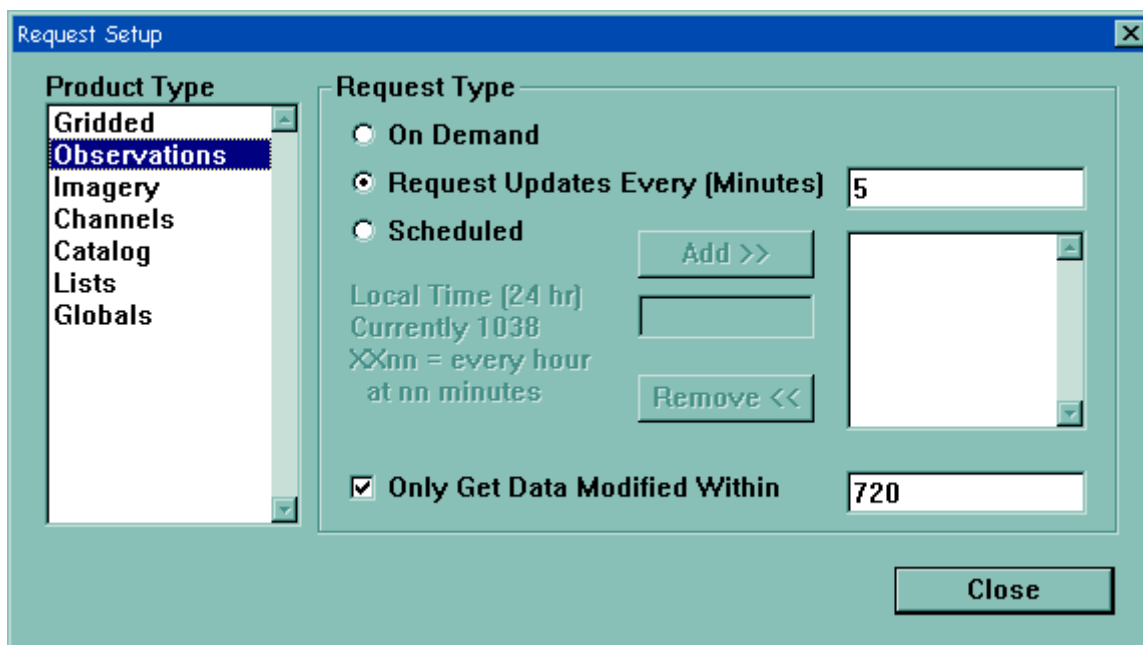 Request Setup
Product Type
Gridded
Observations
Imagery
Channels
Catalog
Lists
Globals
Request Type
On Demand
Request Updates Every (Minutes)
5
Scheduled
Add >>
Local Time (24 hr)
Currently 1038
XXnn = every hour
at nn minutes
Remove <<
Only Get Data Modified Within
720
Close